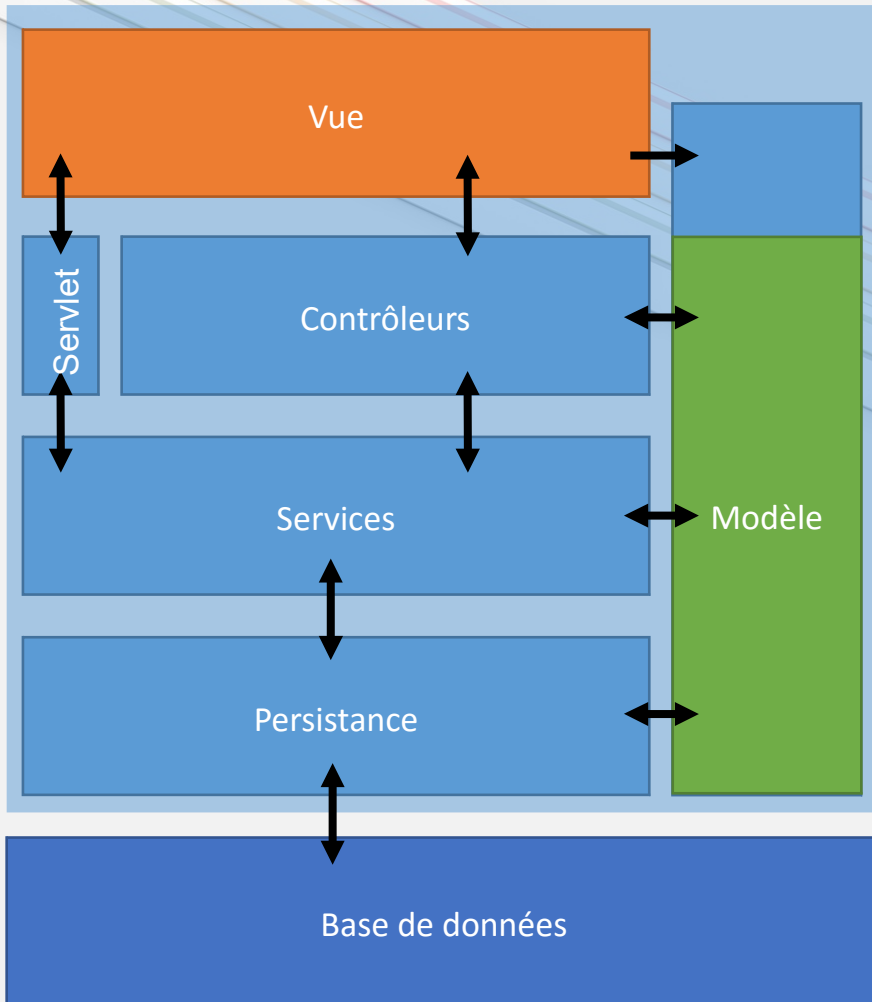 Vue
Servlet
Contrôleurs
Services
Modèle
Persistance
Base de données